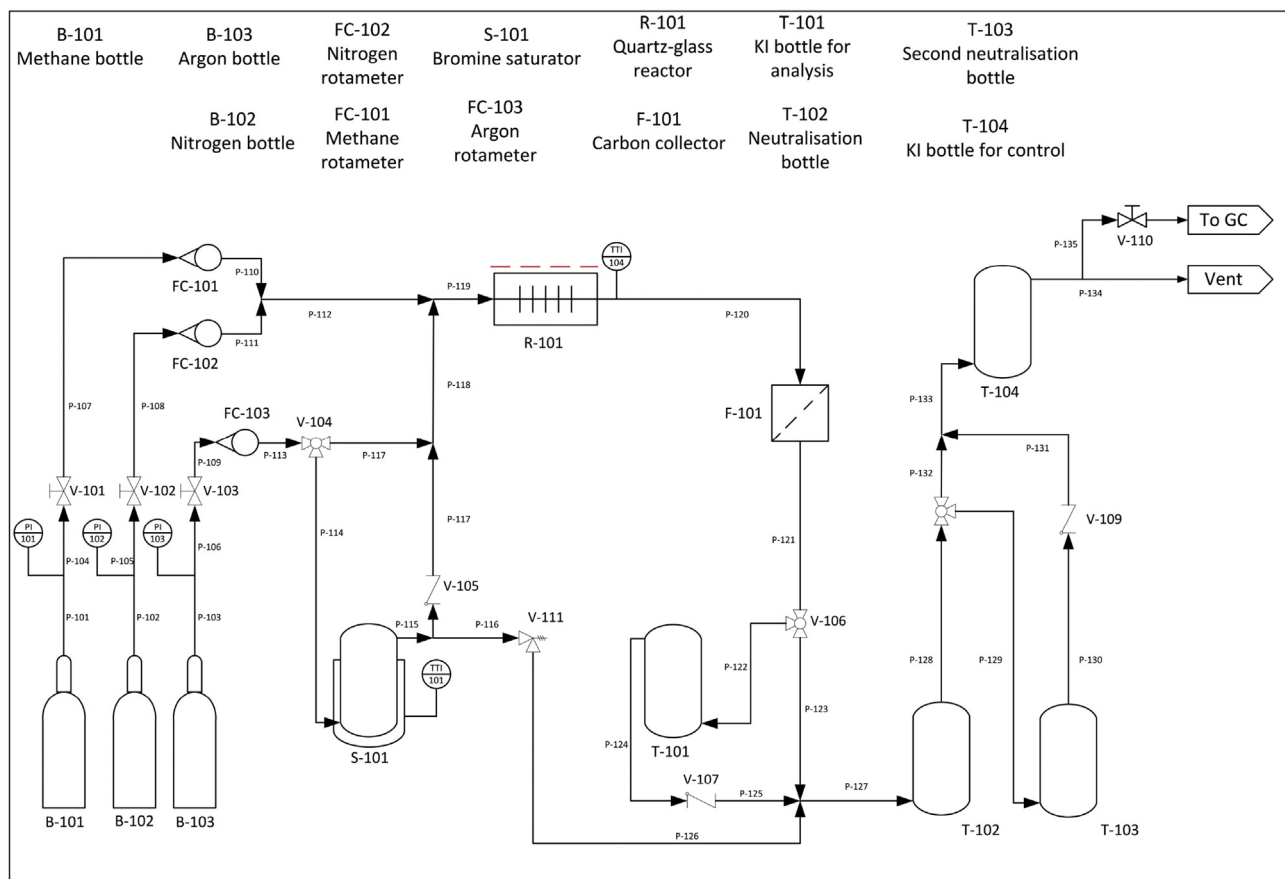 B-101
Methane bottle
B-103
Argon bottle
FC-102
Nitrogen
rotameter
S-101
Bromine saturator
R-101
Quartz-glass
reactor
T-101
KI bottle for
analysis
T-103
Second neutralisation
bottle
B-102
Nitrogen bottle
FC-101
Methane
rotameter
FC-103
Argon
rotameter
F-101
Carbon collector
T-102
Neutralisation
bottle
T-104
KI bottle for control
To GC
V-110
P-135
Vent
P-134
TTI
104
P-110
FC-101
P-119
P-112
P-111
P-120
R-101
FC-102
P-118
T-104
P-107
P-108
FC-103
F-101
P-133
V-104
P-109
P-113
P-117
P-131
P-132
V-101
V-102
V-103
PI
101
PI
102
PI
103
P-114
P-117
P-121
V-109
P-104
P-105
P-106
V-105
P-101
P-102
P-103
P-115
P-116
V-111
V-106
TTI
101
P-122
P-128
P-129
P-130
P-123
S-101
T-101
P-124
V-107
P-125
P-127
B-101
B-102
B-103
P-126
T-102
T-103